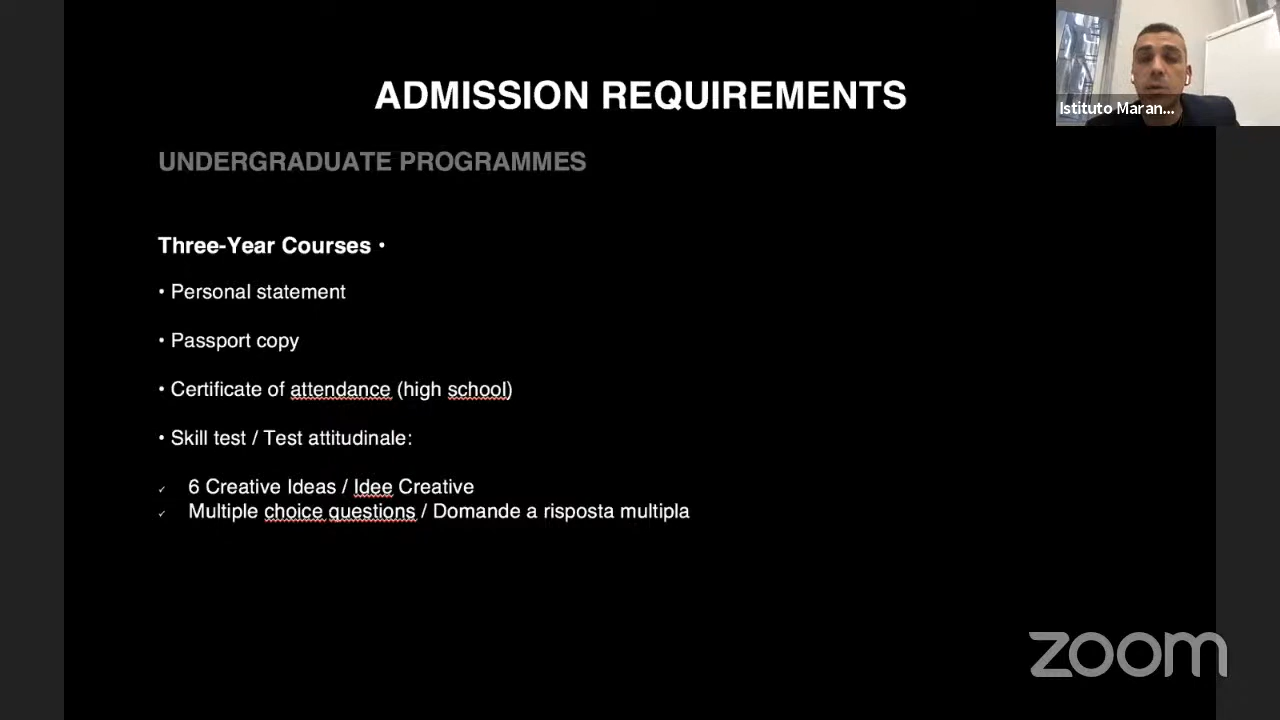 ADMISSION REQUIREMENTS
Istituto Maran...
UNDERGRADUATE PROGRAMMES
Three-Year Courses •
• Personal statement
• Passport copy
• Certificate of attendance (high school)
• Skill test / Test attitudinale:
✓ 6 Creative Ideas / Idee Creative
✓ Multiple choice questions / Domande a risposta multipla
zoom